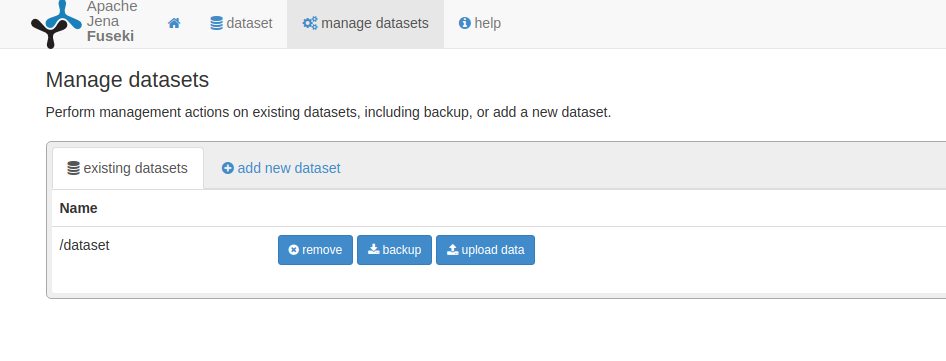 Apache
Jena
Fuseki
dataset
manage datasets
help
Manage datasets
Perform management actions on existing datasets, including backup, or add a new dataset.
existing datasets
add new dataset
Name
/dataset
remove
backup
upload data